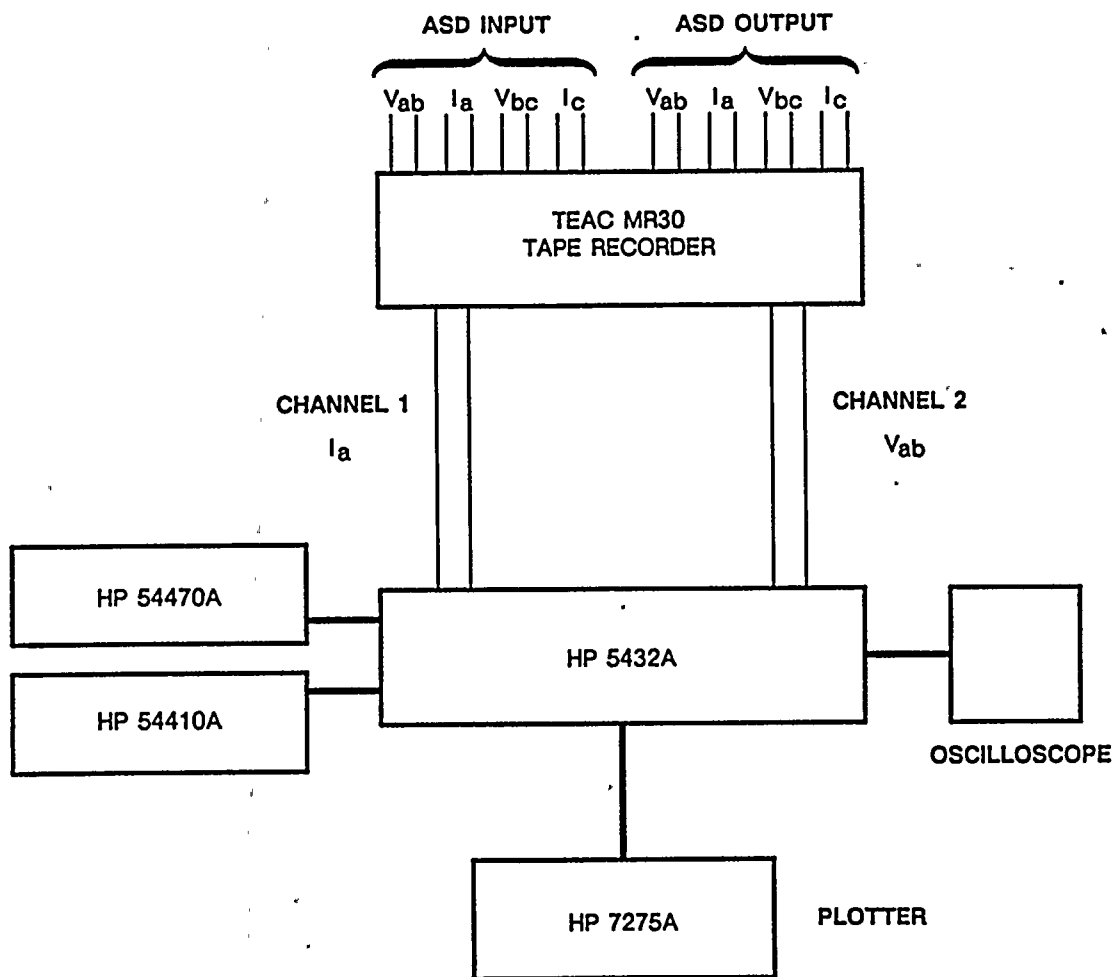 ASD INPUT ASD OUTPUT
Vab Ia Vbc Ic Vab Ia Vbc Ic
TEAC MR30
TAPE RECORDER
CHANNEL 1
Ia
CHANNEL 2
Vab
HP 54470A
HP 5432A
HP 54410A
OSCILLOSCOPE
HP 7275A
PLOTTER